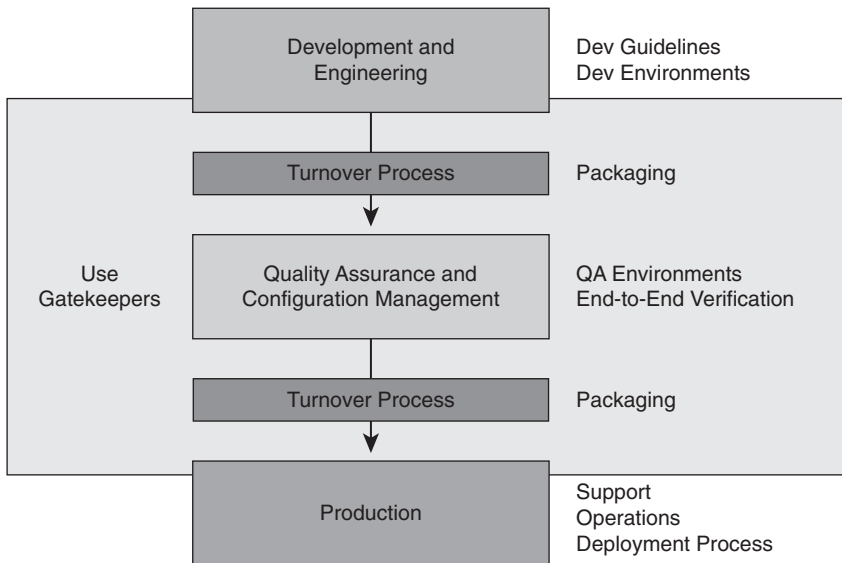 Development and
Engineering
Dev Guidelines
Dev Environments
Turnover Process
Packaging
Use
Gatekeepers
Quality Assurance and
Configuration Management
QA Environments
End-to-End Verification
Turnover Process
Packaging
Production
Support
Operations
Deployment Process